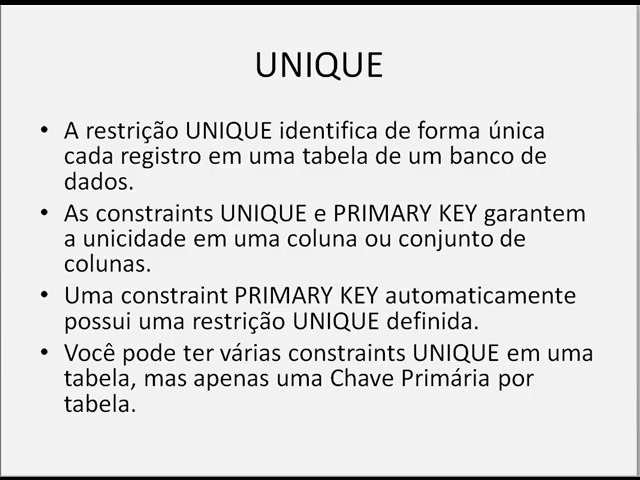 UNIQUE
• A restrição UNIQUE identifica de forma única
cada registro em uma tabela de um banco de
dados.
• As constraints UNIQUE e PRIMARY KEY garantem
a unicidade em uma coluna ou conjunto de
colunas.
• Uma constraint PRIMARY KEY automaticamente
possui uma restrição UNIQUE definida.
• Você pode ter várias constraints UNIQUE em uma
tabela, mas apenas uma Chave Primária por
tabela.